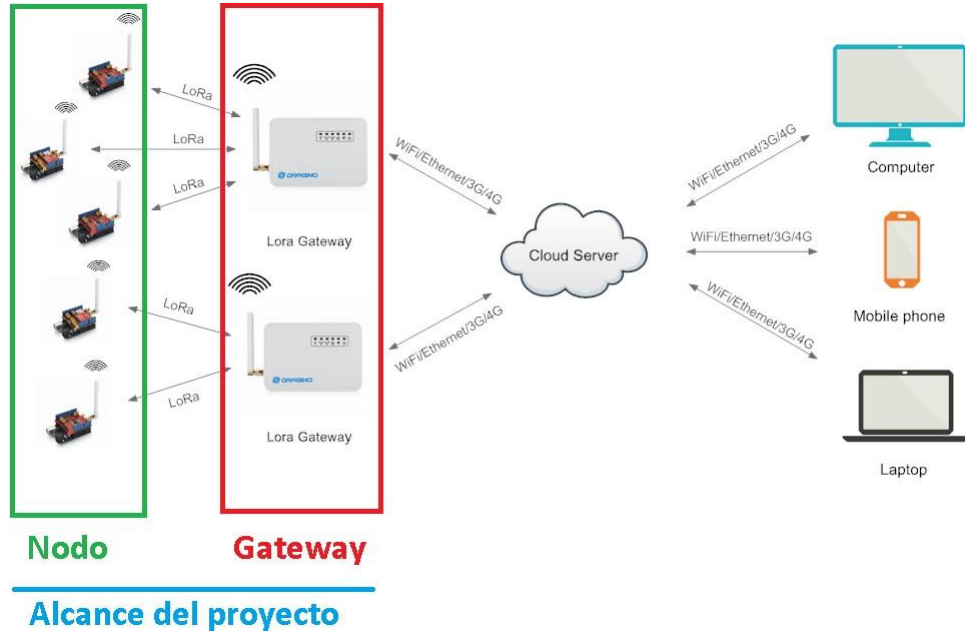 LoRa
LoRa
LoRa
LoRa
LoRa
DRAGINO
Lora Gateway
DRAGINO
Lora Gateway
WiFi/Ethernet/3G/4G
WiFi/Ethernet/3G/4G
Cloud Server
WiFi/Ethernet/3G/4G
WiFi/Ethernet/3G/4G
WiFi/Ethernet/3G/4G
Computer
Mobile phone
Laptop
Nodo
Gateway
Alcance del proyecto